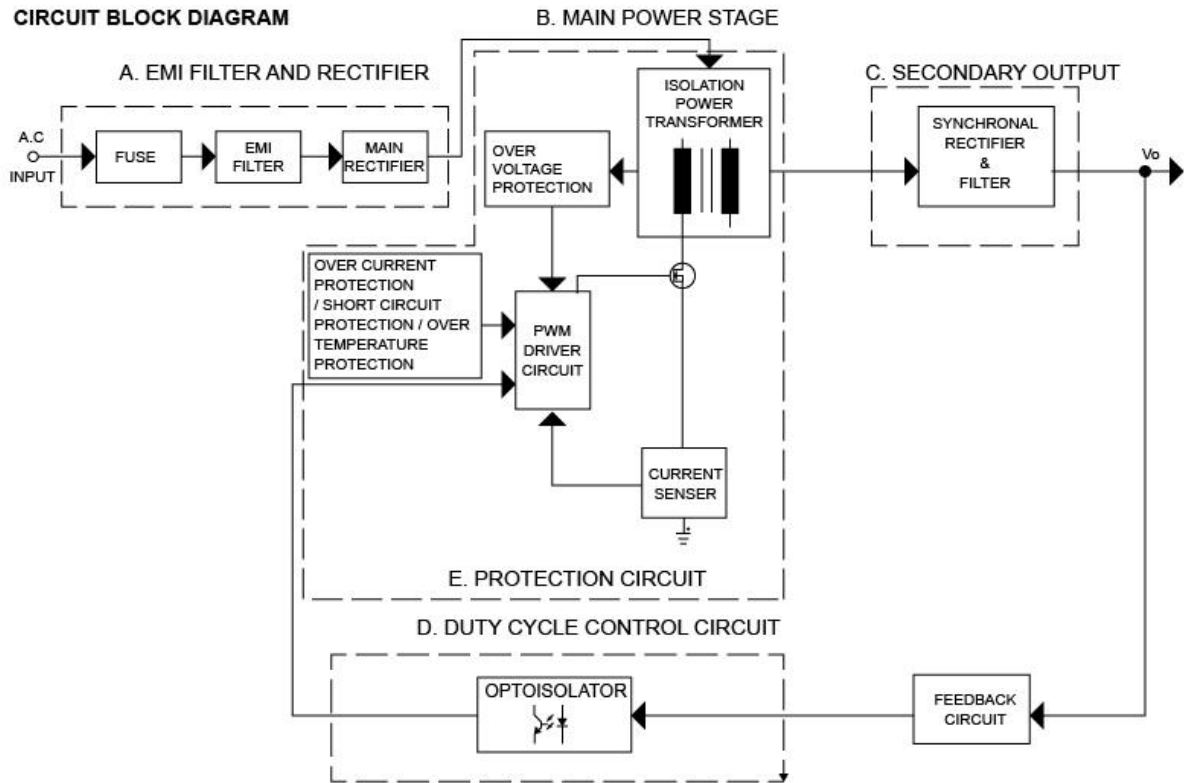 CIRCUIT BLOCK DIAGRAM
B. MAIN POWER STAGE
A. EMI FILTER AND RECTIFIER
C. SECONDARY OUTPUT
A.C
INPUT
FUSE
EMI
FILTER
MAIN
RECTIFIER
OVER
VOLTAGE
PROTECTION
ISOLATION
POWER
TRANSFORMER
SYNCHRONAL
RECTIFIER
&
FILTER
Vo
OVER CURRENT
PROTECTION
/ SHORT CIRCUIT
PROTECTION / OVER
TEMPERATURE
PROTECTION
PWM
DRIVER
CIRCUIT
CURRENT
SENSER
E. PROTECTION CIRCUIT
D. DUTY CYCLE CONTROL CIRCUIT
OPTOISOLATOR
FEEDBACK
CIRCUIT